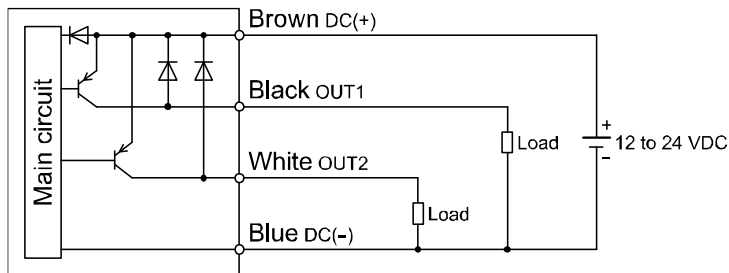 Brown DC(+)
Main circuit
Black OUT1
+
Load
12 to 24 VDC
-
White OUT2
Load
Blue DC(-)